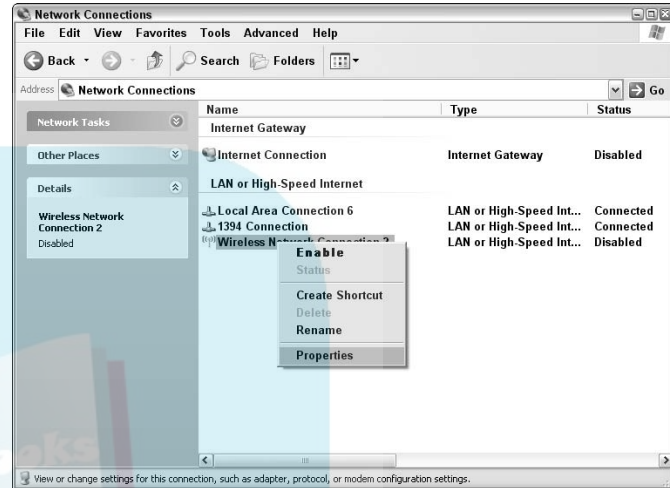 Network Connections
File Edit View Favorites Tools Advanced Help
Back Search Folders
Address Network Connections Go
Name Type Status
Network Tasks
Other Places
Details
Wireless Network
Connection 2
Disabled
Internet Gateway
Internet Connection Internet Gateway Disabled
LAN or High-Speed Internet
Local Area Connection 6 LAN or High-Speed Int... Connected
1394 Connection LAN or High-Speed Int... Connected
Wireless Network Connection 2 LAN or High-Speed Int... Disabled
Enable
Status
Create Shortcut
Delete
Rename
Properties
View or change settings for this connection, such as adapter, protocol, or modem configuration settings.